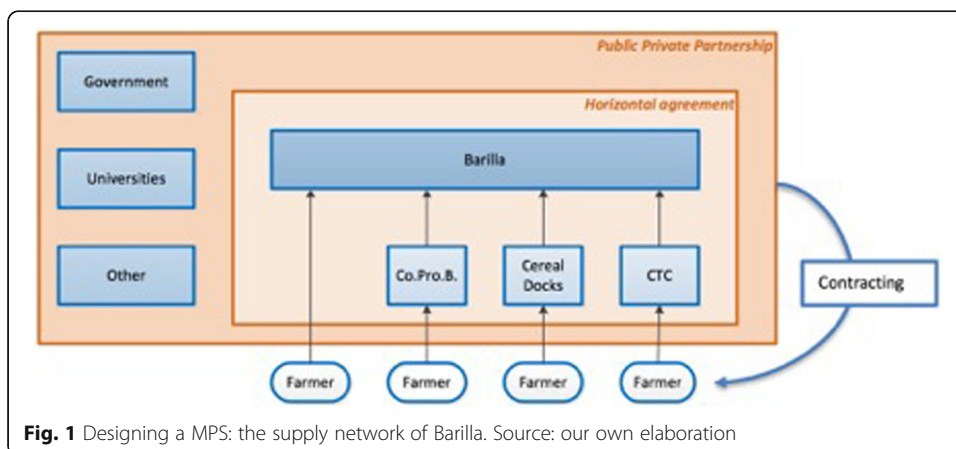 Public Private Partnership
Government
Horizontal agreement
Barilla
Universities
Other
Co.Pro.B.
Cereal
Docks
CTC
Contracting
Farmer
Farmer
Farmer
Farmer
Fig. 1 Designing a MPS: the supply network of Barilla. Source: our own elaboration